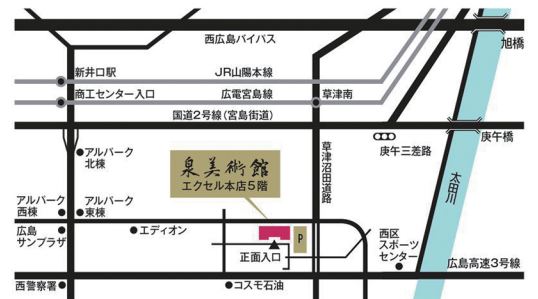 西広島バイパス
旭橋
新井口駅
JR山陽本線
商工センター入口
広電宮島線
草津南
国道2号線(宮島街道)
庚午橋
庚午三差路
アルパーク
北棟
泉美術館
エクセル本店5階
草津沼田道路
太田川
アルパーク
西棟
アルパーク
東棟
広島
サンプラザ
エディオン
P
正面入口
西区
スポーツ
センター
広島高速3号線
西警察署
コスモ石油